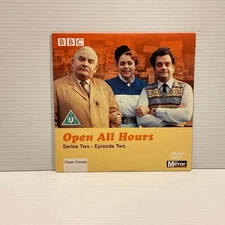 BBC
U
Open All Hours
Series Two - Episode Two
Classic Comedy
DVD
Mirror